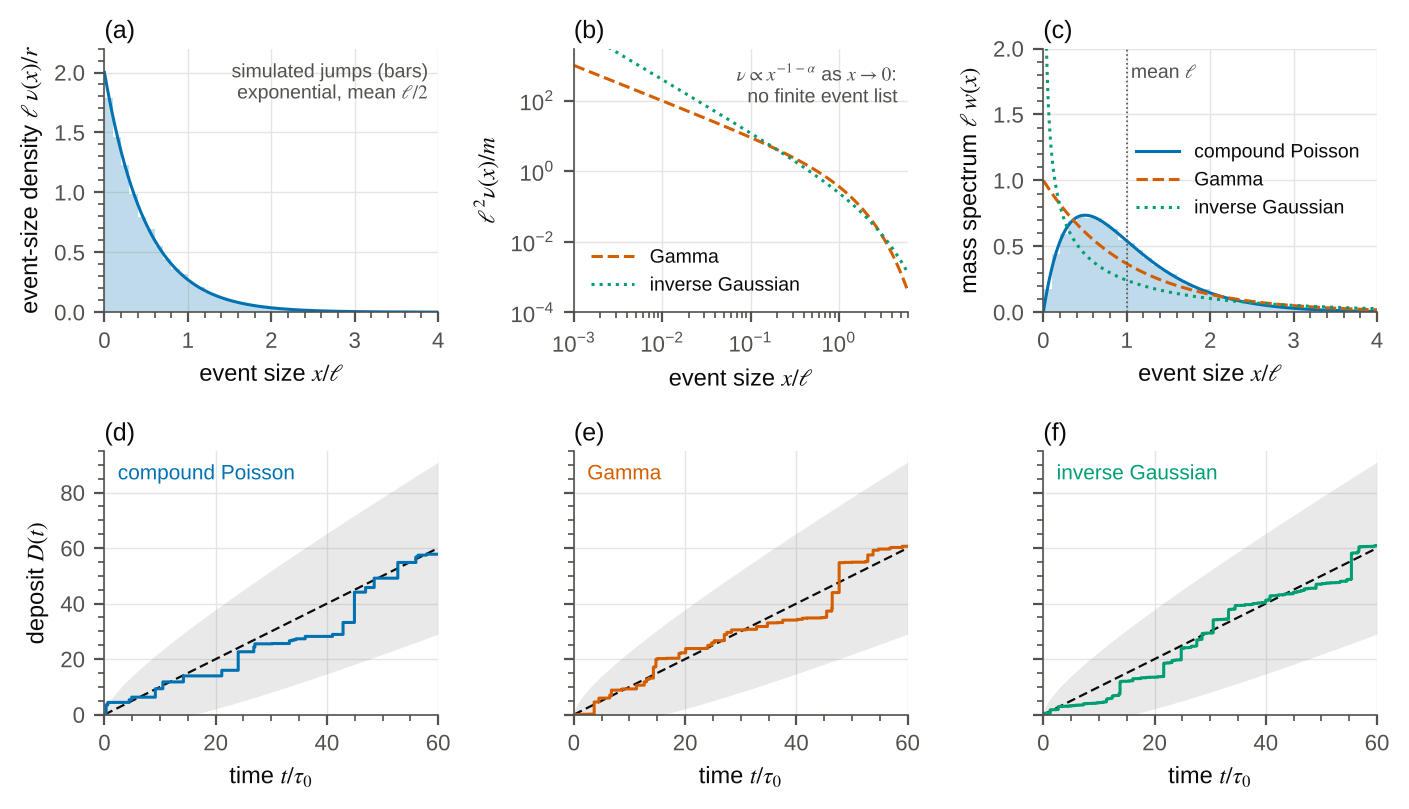 (a)
event-size density ℓ ν(x)/r
2.0
1.5
1.0
0.5
0.0
simulated jumps (bars)
exponential, mean ℓ/2
0 1 2 3 4
event size x/ℓ
(b)
ℓ²ν(x)/m
10²
10⁰
10⁻²
10⁻⁴
ν ∝ x⁻¹⁻ᵅ as x → 0:
no finite event list
Gamma
inverse Gaussian
10⁻³ 10⁻² 10⁻¹ 10⁰
event size x/ℓ
(c)
mass spectrum ℓ w(x)
2.0
1.5
1.0
0.5
0.0
mean ℓ
compound Poisson
Gamma
inverse Gaussian
0 1 2 3 4
event size x/ℓ
(d)
compound Poisson
deposit D(t)
80
60
40
20
0
0 20 40 60
time t/τ₀
(e)
Gamma
0 20 40 60
time t/τ₀
(f)
inverse Gaussian
0 20 40 60
time t/τ₀